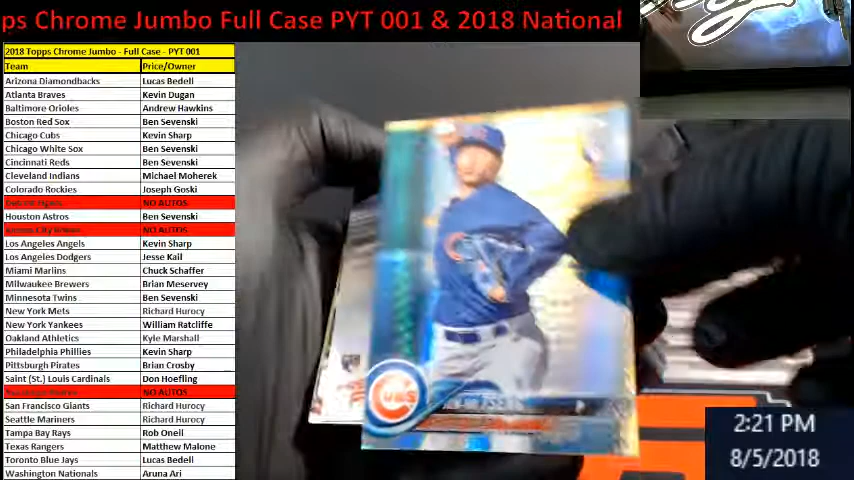 ps Chrome Jumbo Full Case PYT 001 & 2018 National
2018 Topps Chrome Jumbo - Full Case - PYT 001
Team Price/Owner
Arizona Diamondbacks Lucas Bedell
Atlanta Braves Kevin Dugan
Baltimore Orioles Andrew Hawkins
Boston Red Sox Ben Sevenski
Chicago Cubs Kevin Sharp
Chicago White Sox Ben Sevenski
Cincinnati Reds Ben Sevenski
Cleveland Indians Michael Moherek
Colorado Rockies Joseph Goski
Detroit Tigers NO AUTOS
Houston Astros Ben Sevenski
Kansas City Royals NO AUTOS
Los Angeles Angels Kevin Sharp
Los Angeles Dodgers Jesse Kail
Miami Marlins Chuck Schaffer
Milwaukee Brewers Brian Meservey
Minnesota Twins Ben Sevenski
New York Mets Richard Hurocy
New York Yankees William Ratcliffe
Oakland Athletics Kyle Marshall
Philadelphia Phillies Kevin Sharp
Pittsburgh Pirates Brian Crosby
Saint (St.) Louis Cardinals Don Hoefling
NO AUTOS
San Francisco Giants Richard Hurocy
Seattle Mariners Richard Hurocy
Tampa Bay Rays Rob Onell
Texas Rangers Matthew Malone
Toronto Blue Jays Lucas Bedell
Washington Nationals Aruna Ari
CUBS
2:21 PM
8/5/2018